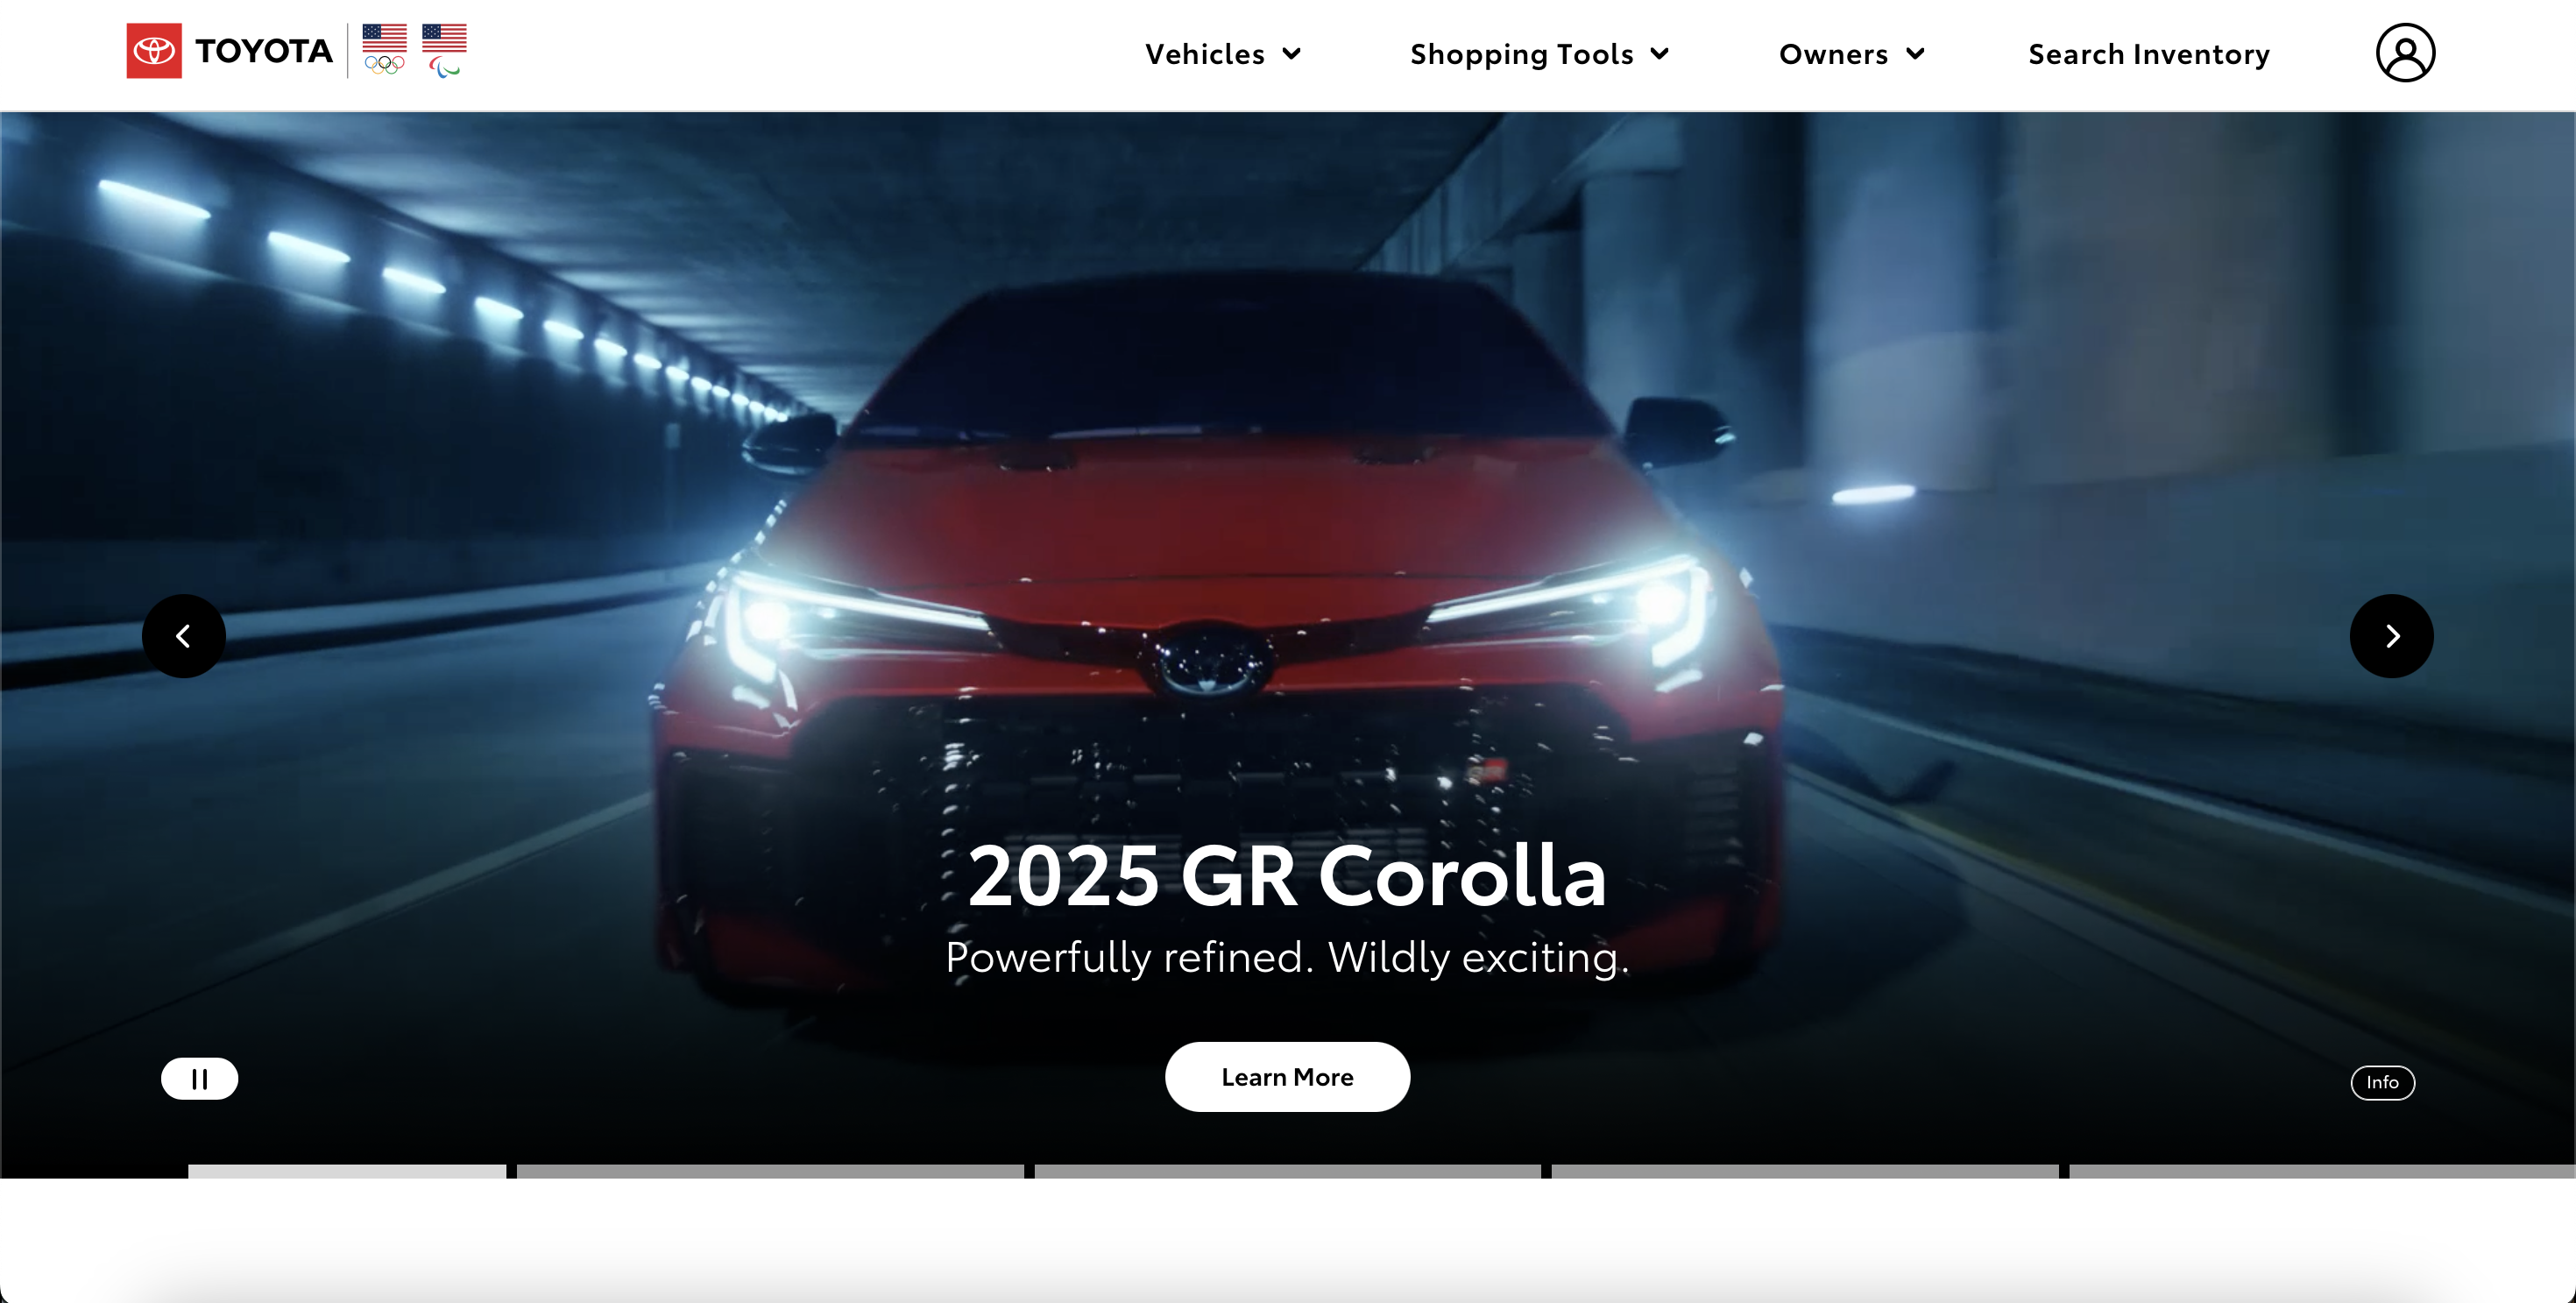 TOYOTA
Vehicles
Shopping Tools
Owners
Search Inventory
2025 GR Corolla
Powerfully refined. Wildly exciting.
Learn More
Info